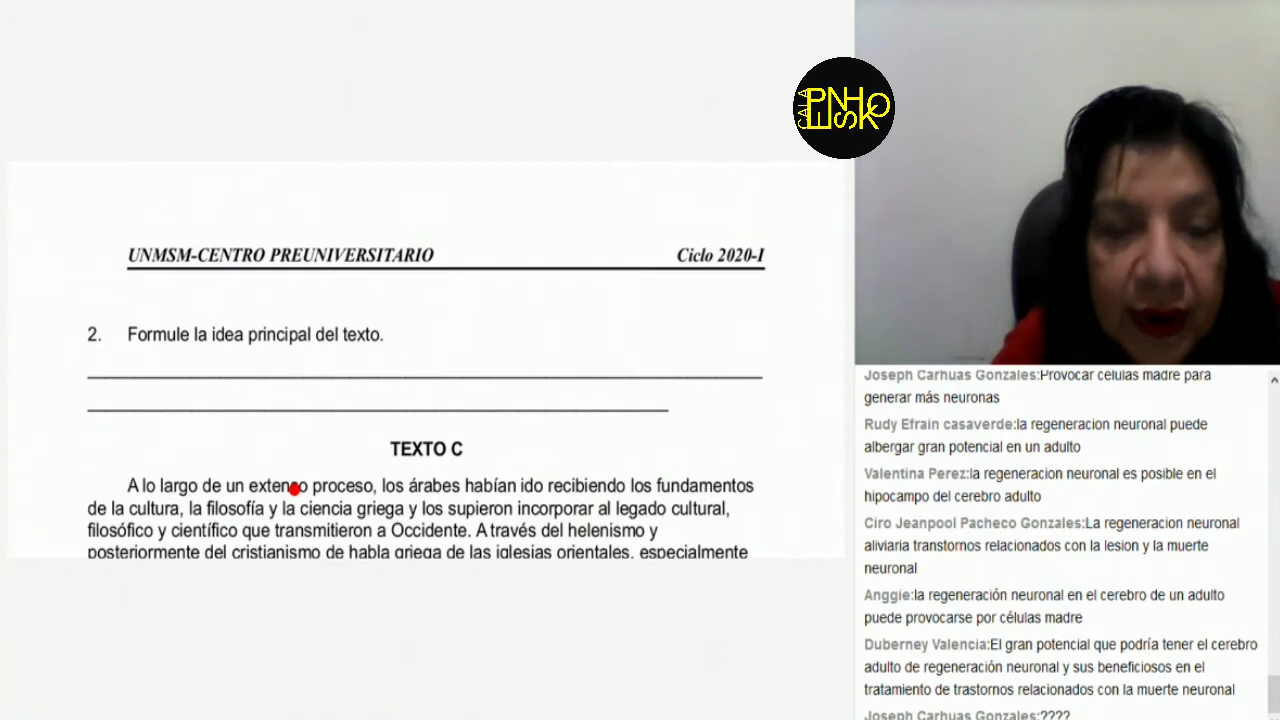 CALA
PENHO
ESK
UNMSM-CENTRO PREUNIVERSITARIO Ciclo 2020-I
2. Formule la idea principal del texto.
TEXTO C
A lo largo de un extenso proceso, los árabes habían ido recibiendo los fundamentos
de la cultura, la filosofía y la ciencia griega y los supieron incorporar al legado cultural,
filosófico y científico que transmitieron a Occidente. A través del helenismo y
posteriormente del cristianismo de habla griega de las iglesias orientales, especialmente
Joseph Carhuas Gonzales:Provocar células madre para
generar más neuronas
Rudy Efrain casaverde:la regeneracion neuronal puede
albergar gran potencial en un adulto
Valentina Perez:la regeneracion neuronal es posible en el
hipocampo del cerebro adulto
Ciro Jeanpool Pacheco Gonzales:La regeneracion neuronal
aliviaria transtornos relacionados con la lesion y la muerte
neuronal
Anggie:la regeneración neuronal en el cerebro de un adulto
puede provocarse por células madre
Duberney Valencia:El gran potencial que podría tener el cerebro
adulto de regeneración neuronal y sus beneficiosos en el
tratamiento de trastornos relacionados con la muerte neuronal
Joseph Carhuas Gonzales:????